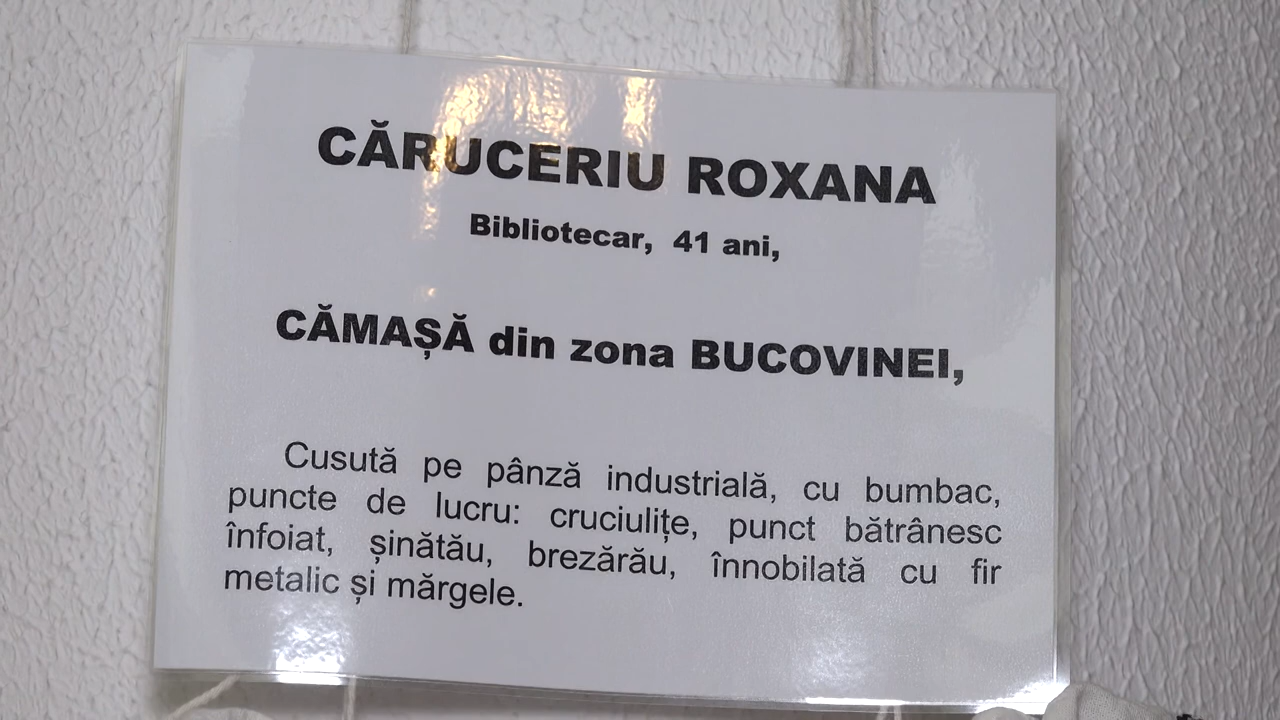 CĂRUCERIU ROXANA
Bibliotecar, 41 ani,
CĂMAȘĂ din zona BUCOVINEI,
Cusută pe pânză industrială, cu bumbac,
puncte de lucru: cruciulițe, punct bătrânesc
înfoiat, șinătău, brezărău, înnobilată cu fir
metalic și mărgele.